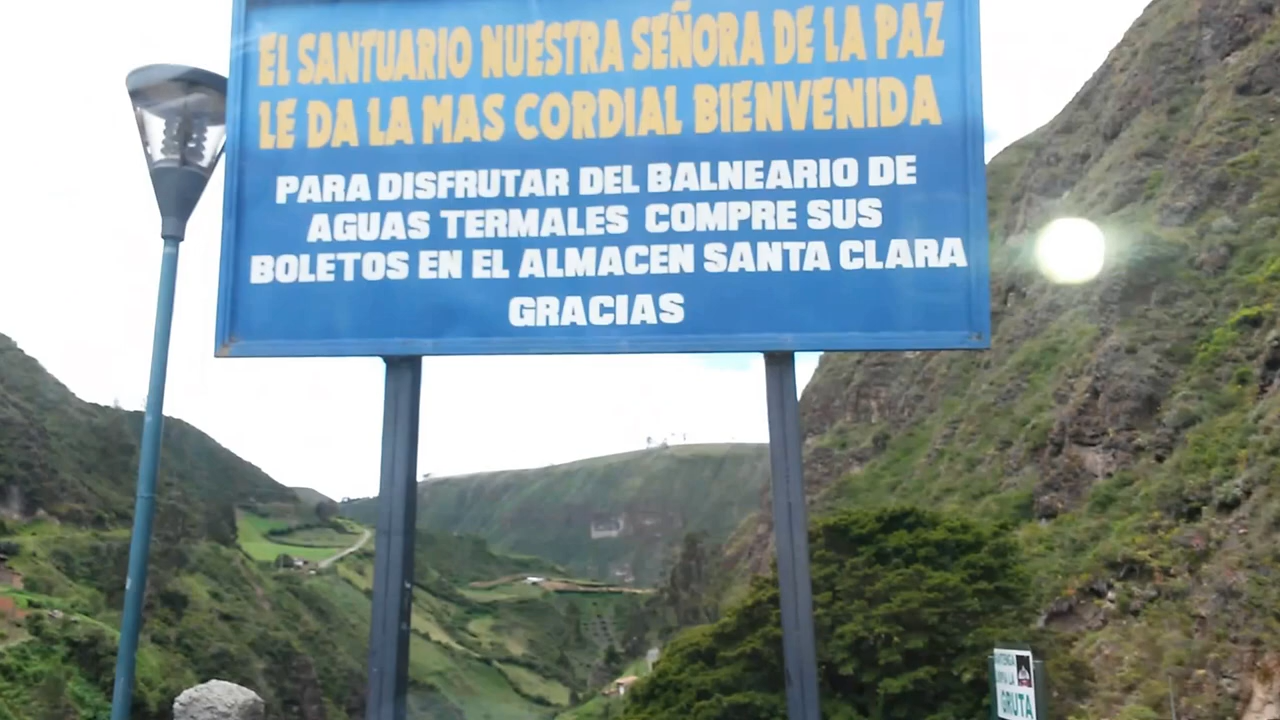 EL SANTUARIO NUESTRA SEÑORA DE LA PAZ
LE DA LA MAS CORDIAL BIENVENIDA
PARA DISFRUTAR DEL BALNEARIO DE
AGUAS TERMALES COMPRE SUS
BOLETOS EN EL ALMACEN SANTA CLARA
GRACIAS
LA
GRUTA